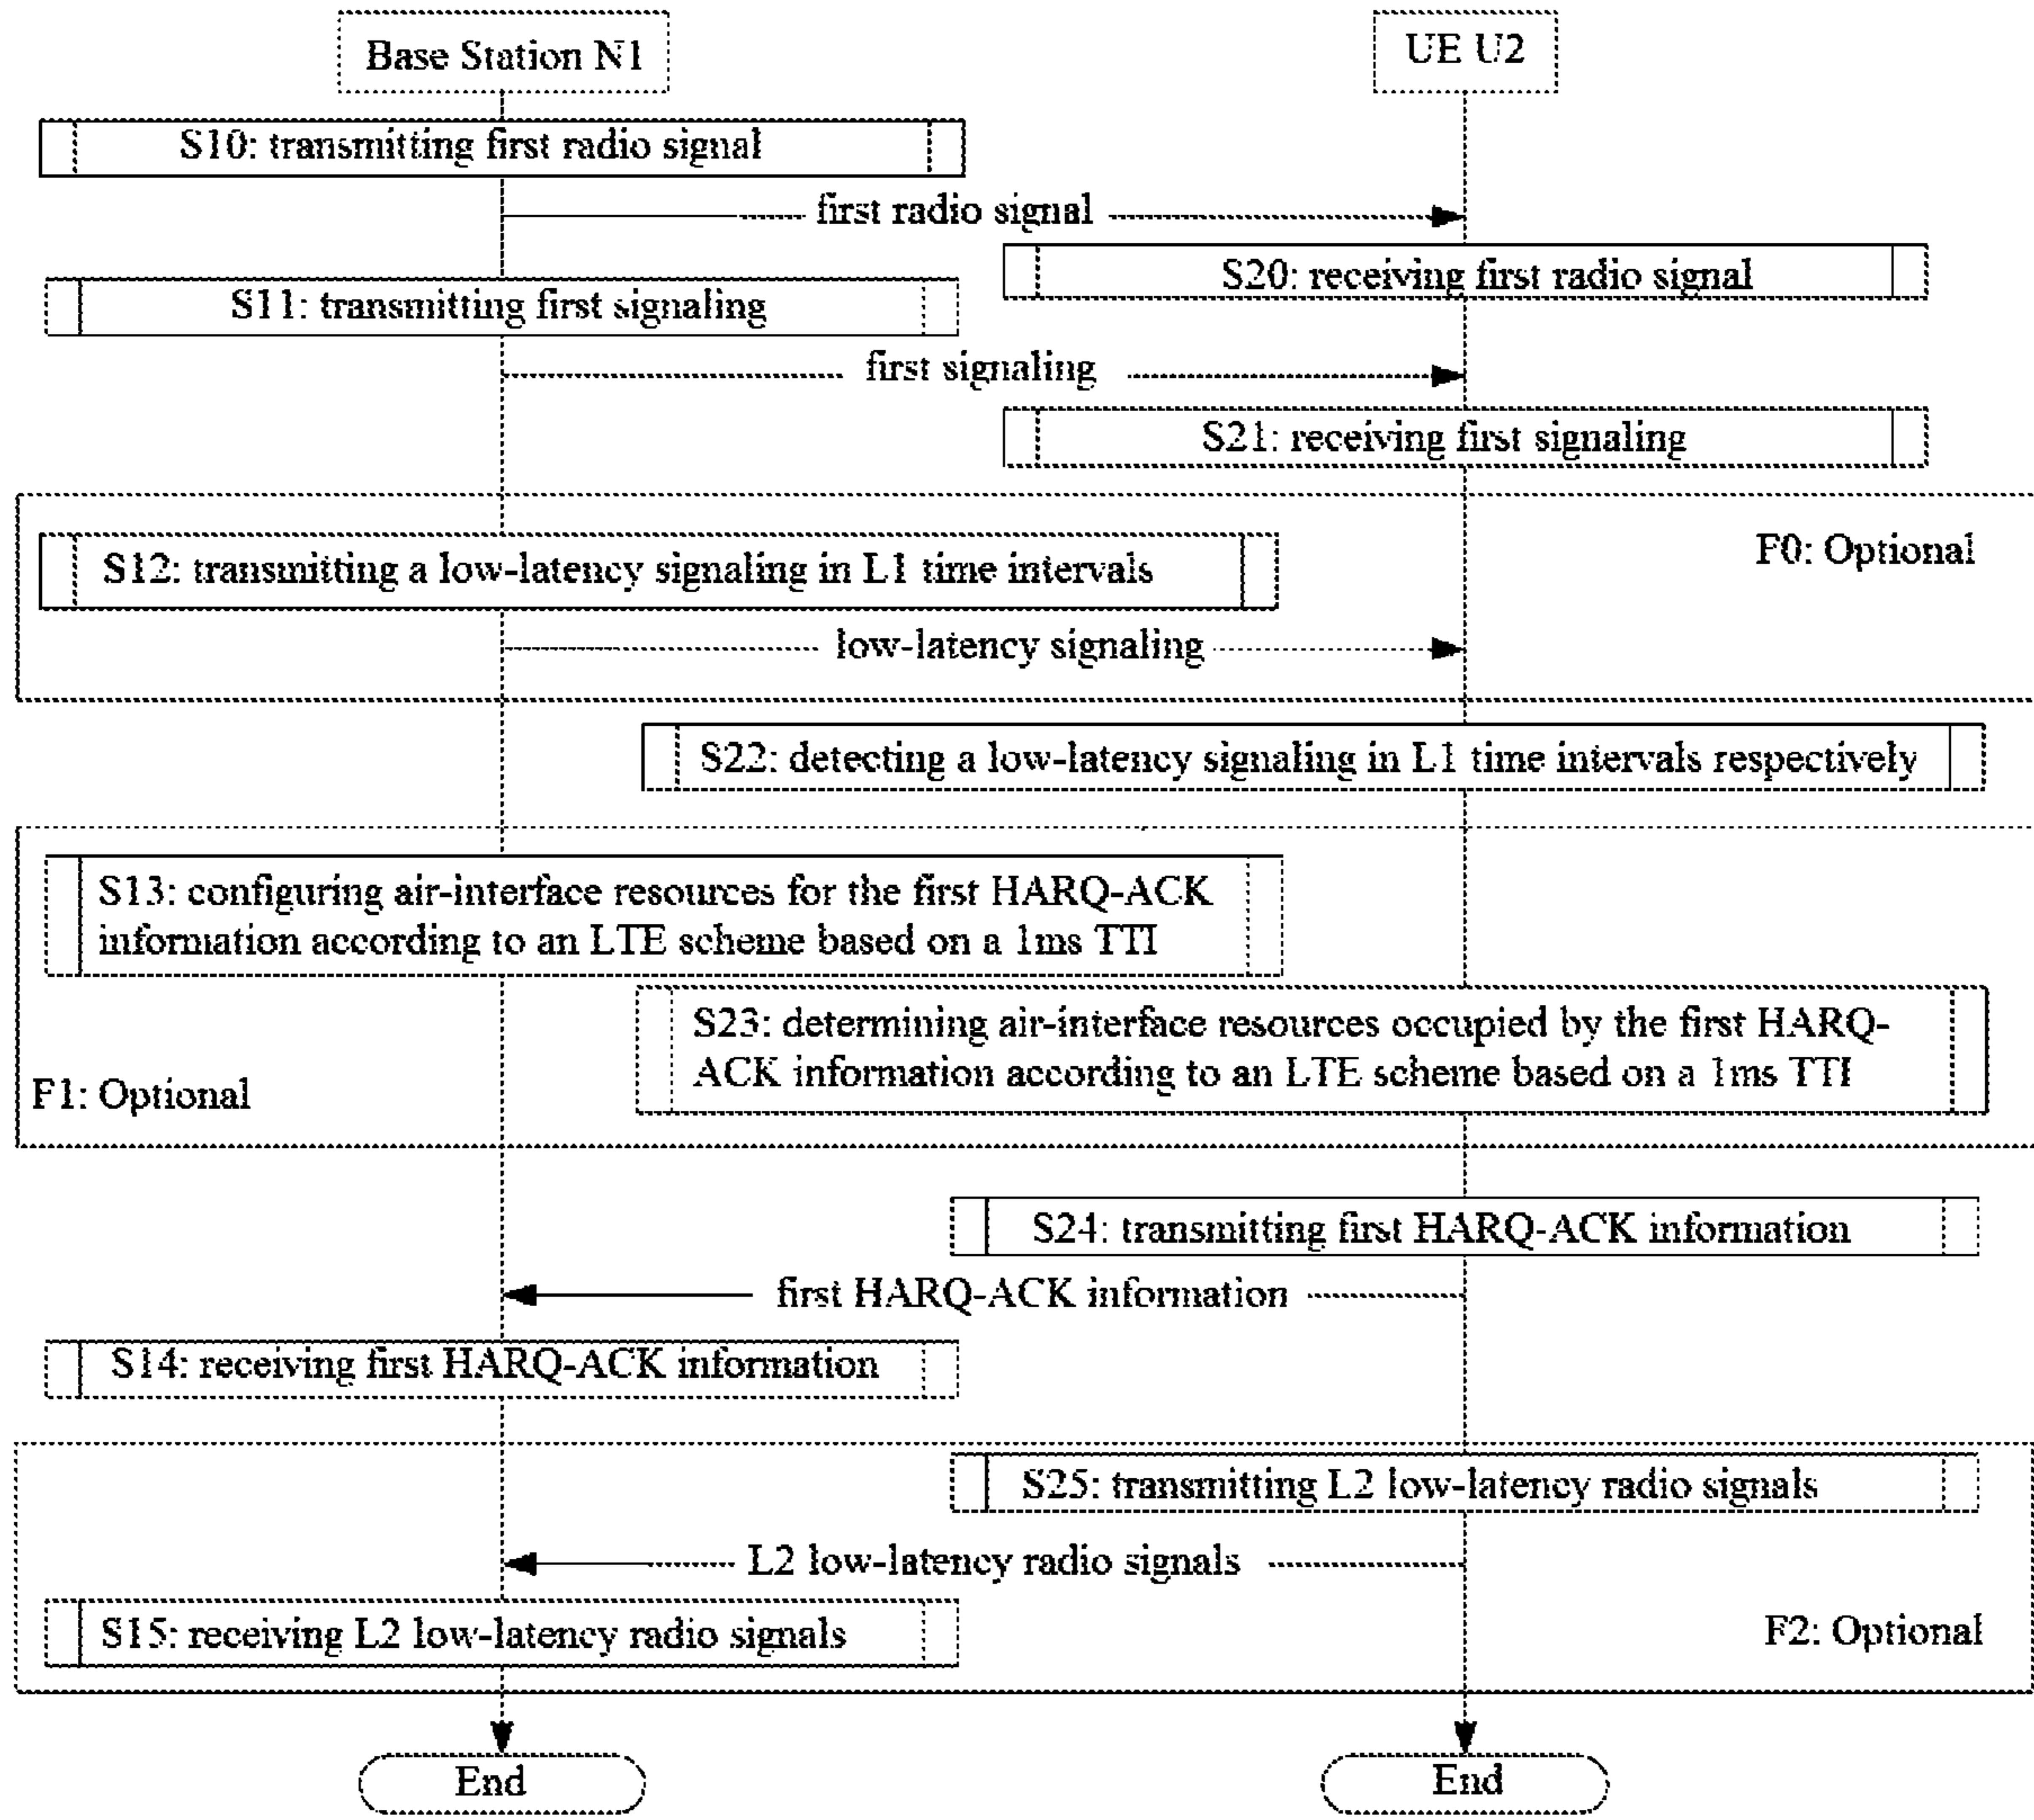 Base Station N1
UE U2
S10: transmitting first radio signal
first radio signal
S20: receiving first radio signal
S11: transmitting first signaling
first signaling
S21: receiving first signaling
F0: Optional
S12: transmitting a low-latency signaling in L1 time intervals
low-latency signaling
S22: detecting a low-latency signaling in L1 time intervals respectively
S13: configuring air-interface resources for the first HARQ-ACK
information according to an LTE scheme based on a 1ms TTI
S23: determining air-interface resources occupied by the first HARQ-
ACK information according to an LTE scheme based on a 1ms TTI
F1: Optional
S24: transmitting first HARQ-ACK information
first HARQ-ACK information
S14: receiving first HARQ-ACK information
S25: transmitting L2 low-latency radio signals
L2 low-latency radio signals
S15: receiving L2 low-latency radio signals
F2: Optional
End
End